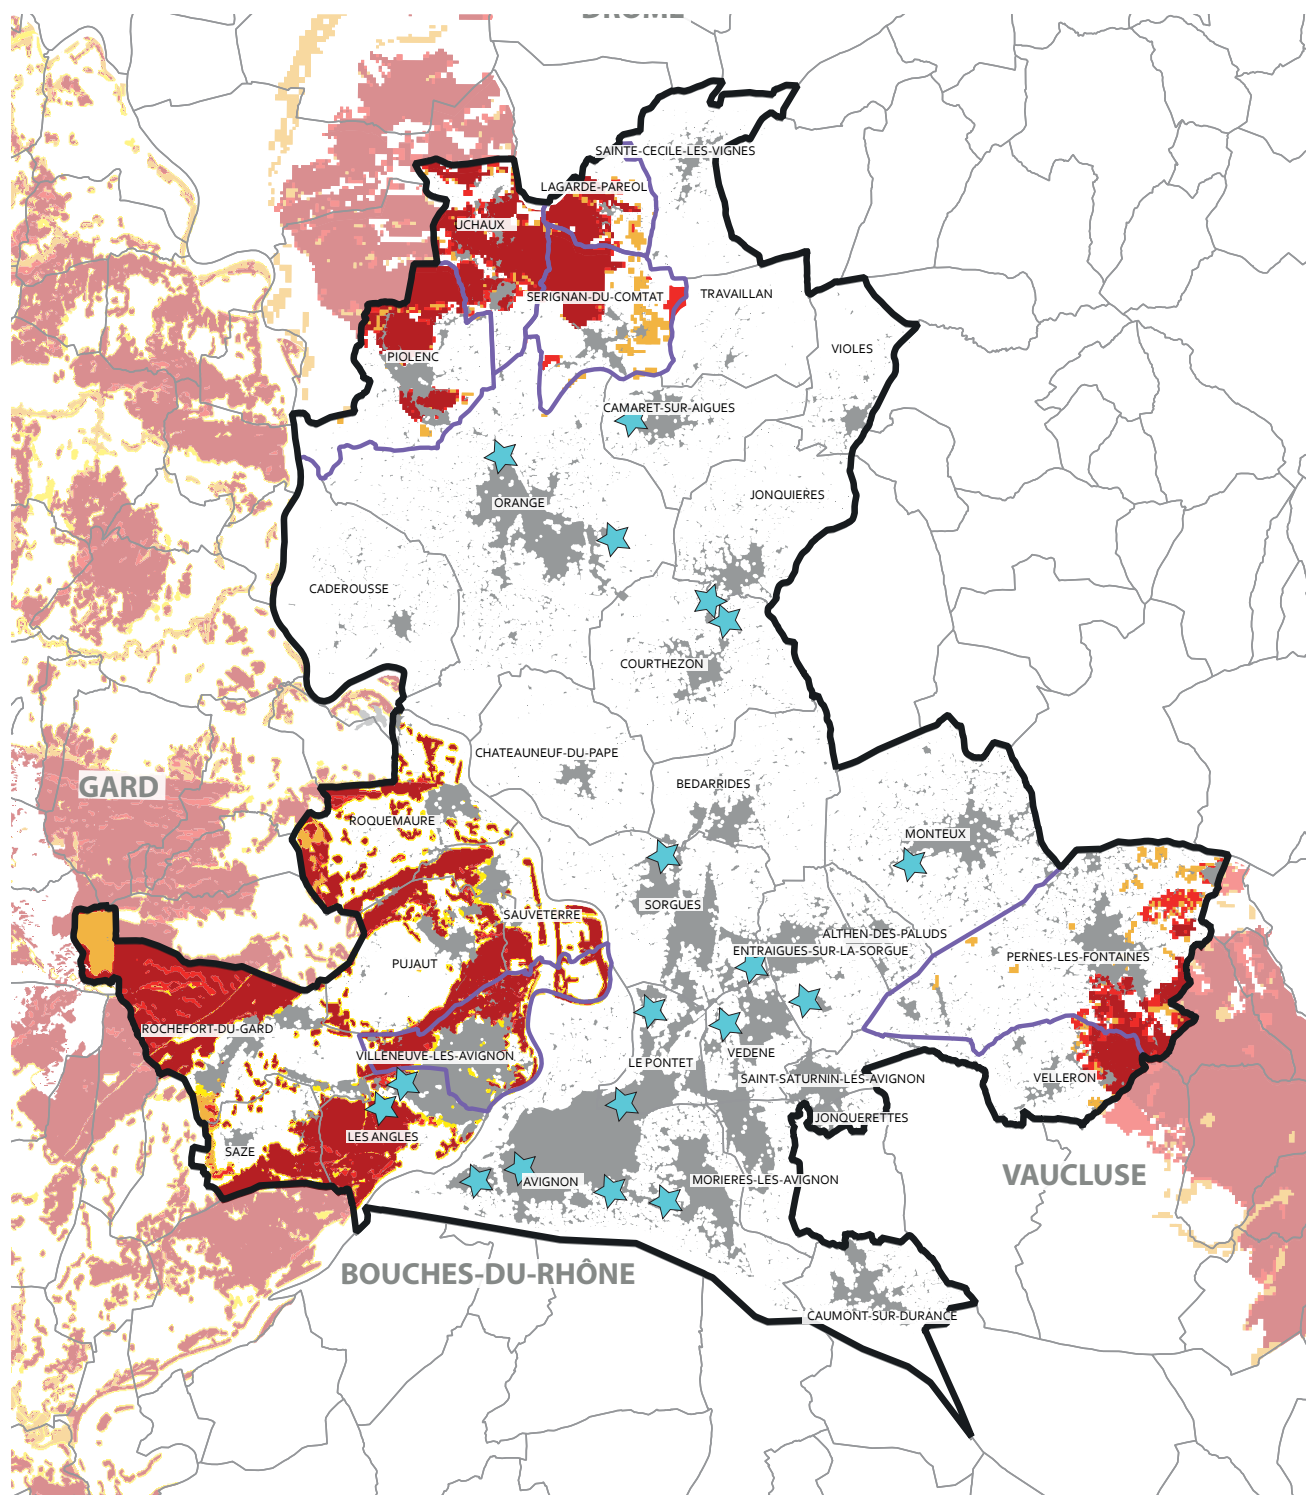 DRÔME
SAINTE-CECILE-LES-VIGNES
LAGARDE-PAREOL
UCHAUX
SERIGNAN-DU-COMTAT
TRAVAILLAN
VIOLES
PIOLENC
CAMARET-SUR-AIGUES
ORANGE
JONQUIERES
CADEROUSSE
COURTHEZON
CHATEAUNEUF-DU-PAPE
BEDARRIDES
GARD
ROQUEMAURE
MONTEUX
SORGUES
SAUVETERRE
ALTHEN-DES-PALUDS
ENTRAIGUES-SUR-LA-SORGUE
PERNES-LES-FONTAINES
PUJAUT
ROCHEFORT-DU-GARD
VILLENEUVE-LES-AVIGNON
VEDENE
LE PONTET
SAINT-SATURNIN-LES-AVIGNON
VELLERON
JONQUERETTES
LES ANGLES
SAZE
VAUCLUSE
AVIGNON
MORIERES-LES-AVIGNON
BOUCHES-DU-RHÔNE
CAUMONT-SUR-DURANCE